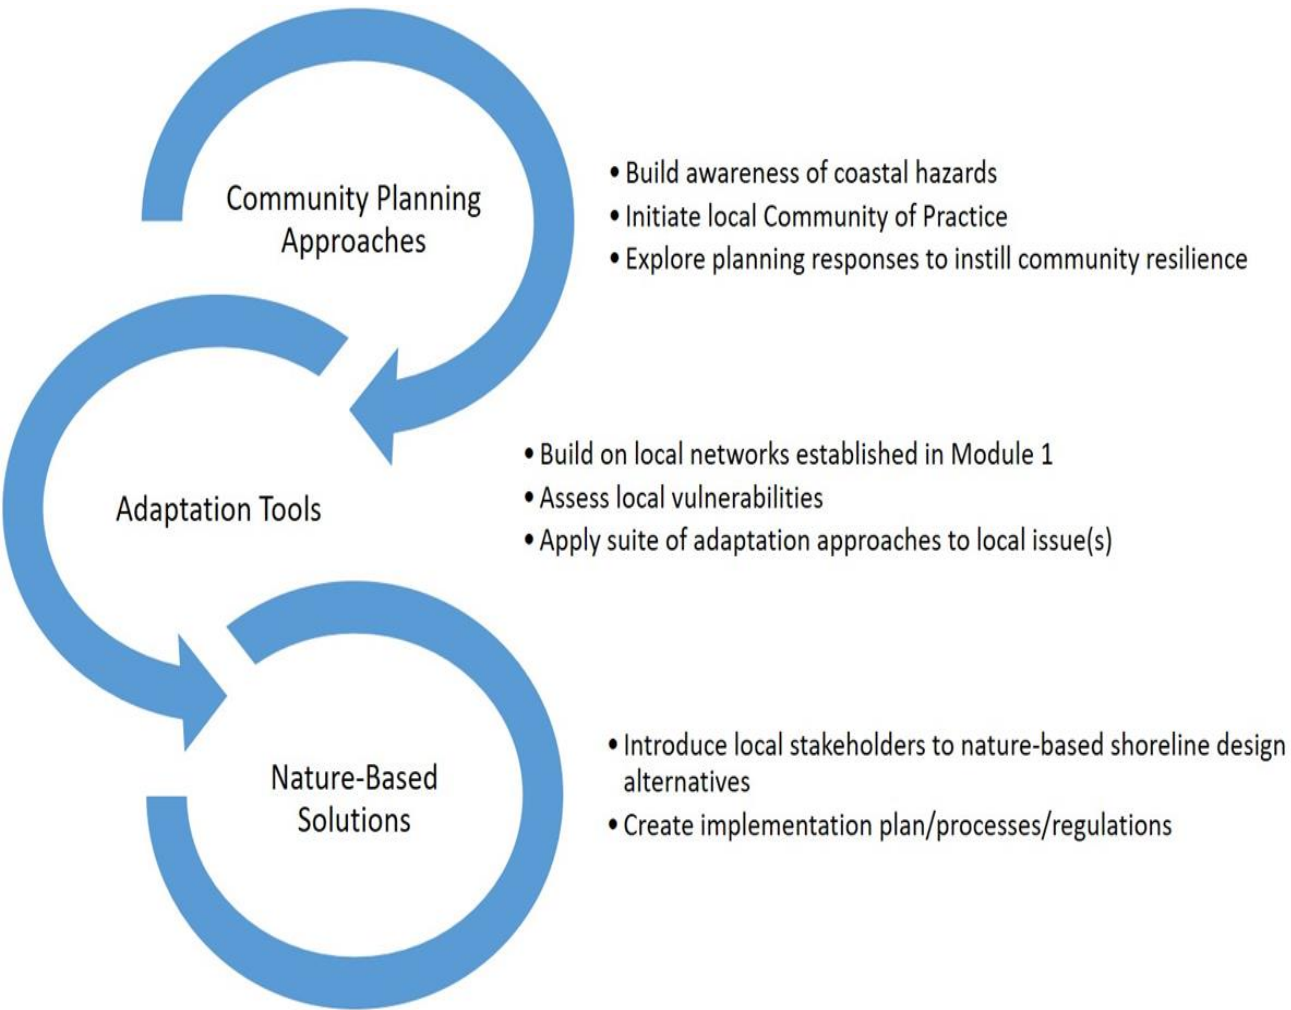 Community Planning
Approaches
• Build awareness of coastal hazards
• Initiate local Community of Practice
• Explore planning responses to instill community resilience
Adaptation Tools
• Build on local networks established in Module 1
• Assess local vulnerabilities
• Apply suite of adaptation approaches to local issue(s)
Nature-Based
Solutions
• Introduce local stakeholders to nature-based shoreline design
alternatives
• Create implementation plan/processes/regulations